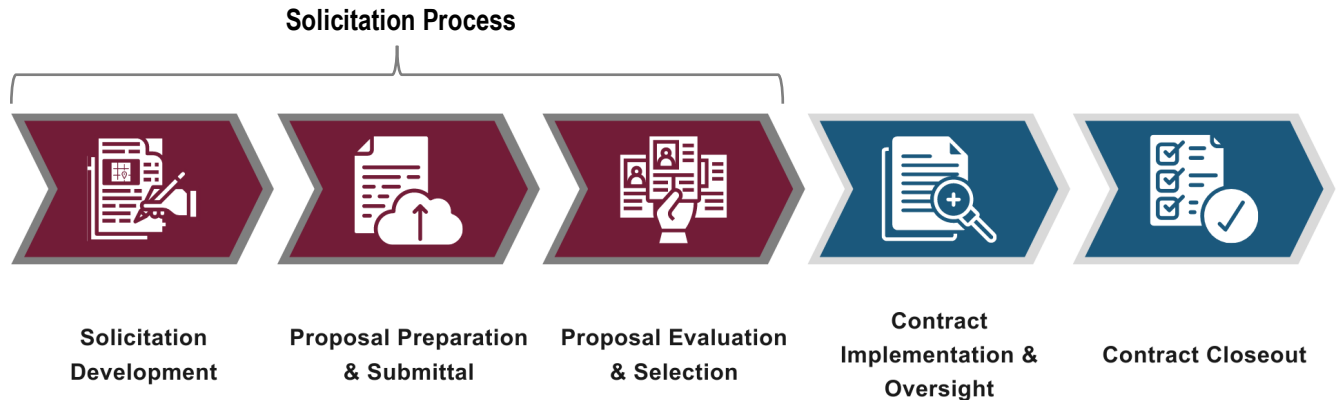 Solicitation Process
Solicitation
Development
Proposal Preparation
& Submittal
Proposal Evaluation
& Selection
Contract
Implementation &
Oversight
Contract Closeout